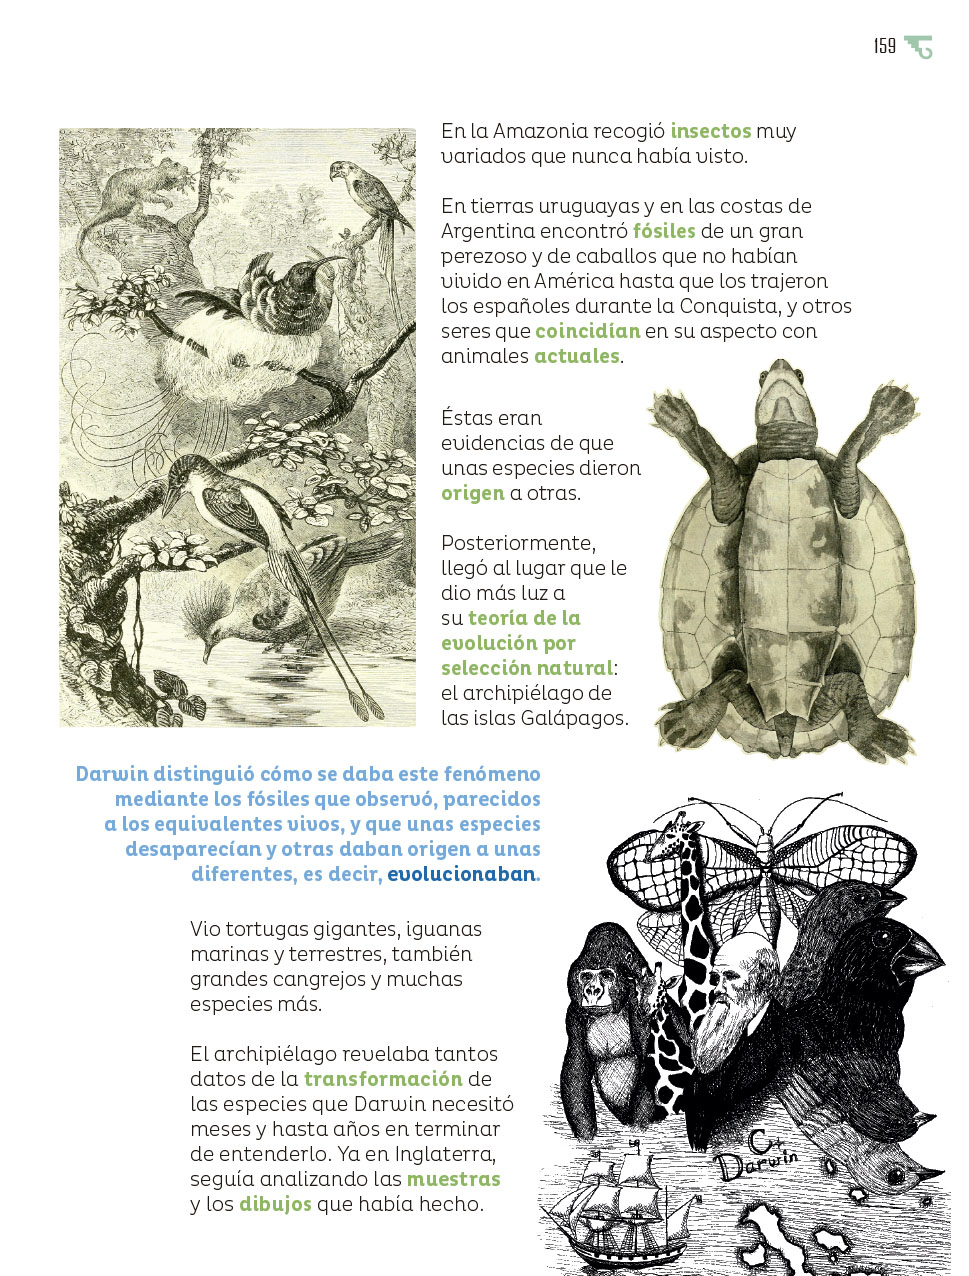 159
En la Amazonia recogió insectos muy
variados que nunca había visto.
En tierras uruguayas y en las costas de
Argentina encontró fósiles de un gran
perezoso y de caballos que no habían
vivido en América hasta que los trajeron
los españoles durante la Conquista, y otros
seres que coincidían en su aspecto con
animales actuales.
Éstas eran
evidencias de que
unas especies dieron
origen a otras.
Posteriormente,
llegó al lugar que le
dio más luz a
su teoría de la
evolución por
selección natural:
el archipiélago de
las islas Galápagos.
Darwin distinguió cómo se daba este fenómeno
mediante los fósiles que observó, parecidos
a los equivalentes vivos, y que unas especies
desaparecían y otras daban origen a unas
diferentes, es decir, evolucionaban.
Vio tortugas gigantes, iguanas
marinas y terrestres, también
grandes cangrejos y muchas
especies más.
El archipiélago revelaba tantos
datos de la transformación de
las especies que Darwin necesitó
meses y hasta años en terminar
de entenderlo. Ya en Inglaterra,
seguía analizando las muestras
y los dibujos que había hecho.
Darwin